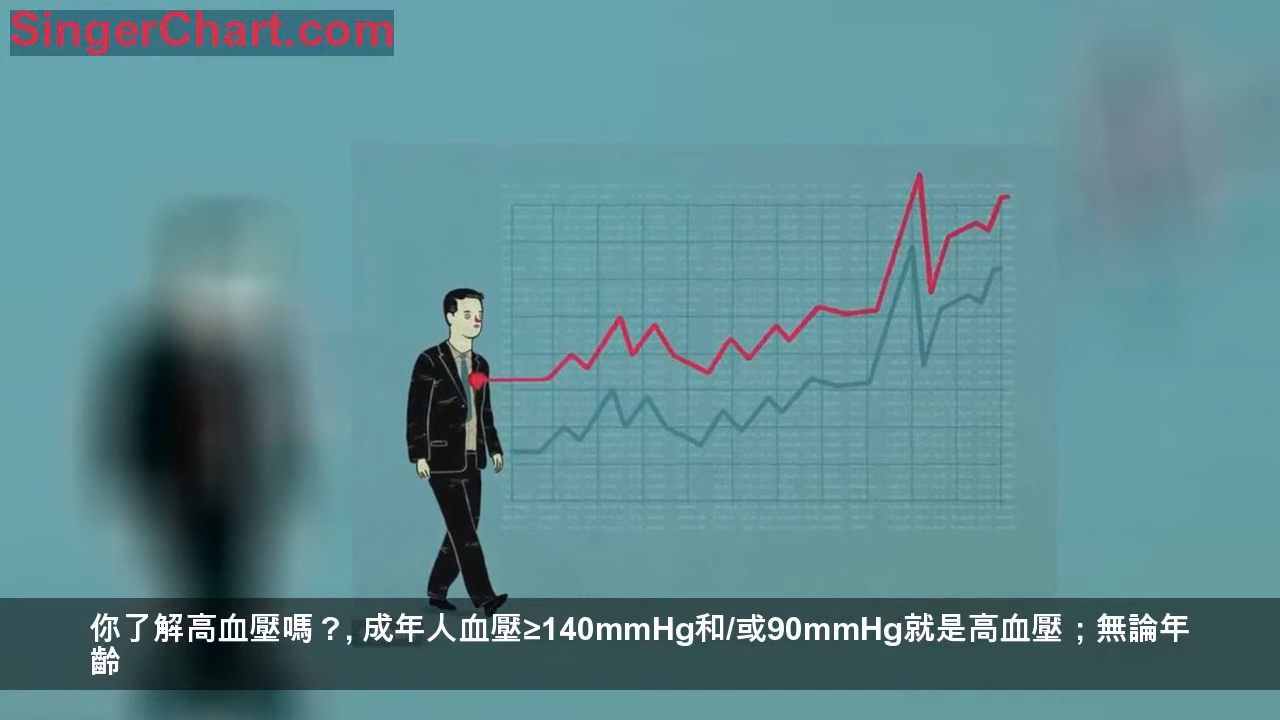 SingerChart.com
你了解高血壓嗎？, 成年人血壓≥140mmHg和/或90mmHg就是高血壓；無論年
齡